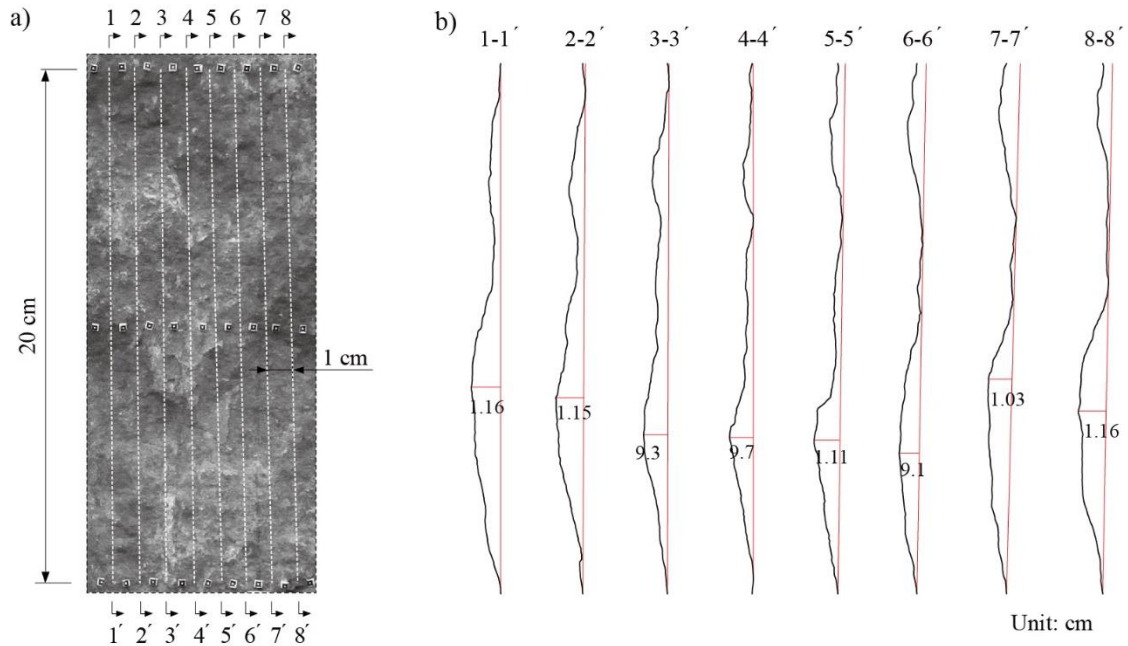 a)
1 2 3 4 5 6 7 8
20 cm
1 cm
1´ 2´ 3´ 4´ 5´ 6´ 7´ 8´
b)
1-1´ 2-2´ 3-3´ 4-4´ 5-5´ 6-6´ 7-7´ 8-8´
1.16 1.15 9.3 9.7 1.11 9.1 1.03 1.16
Unit: cm